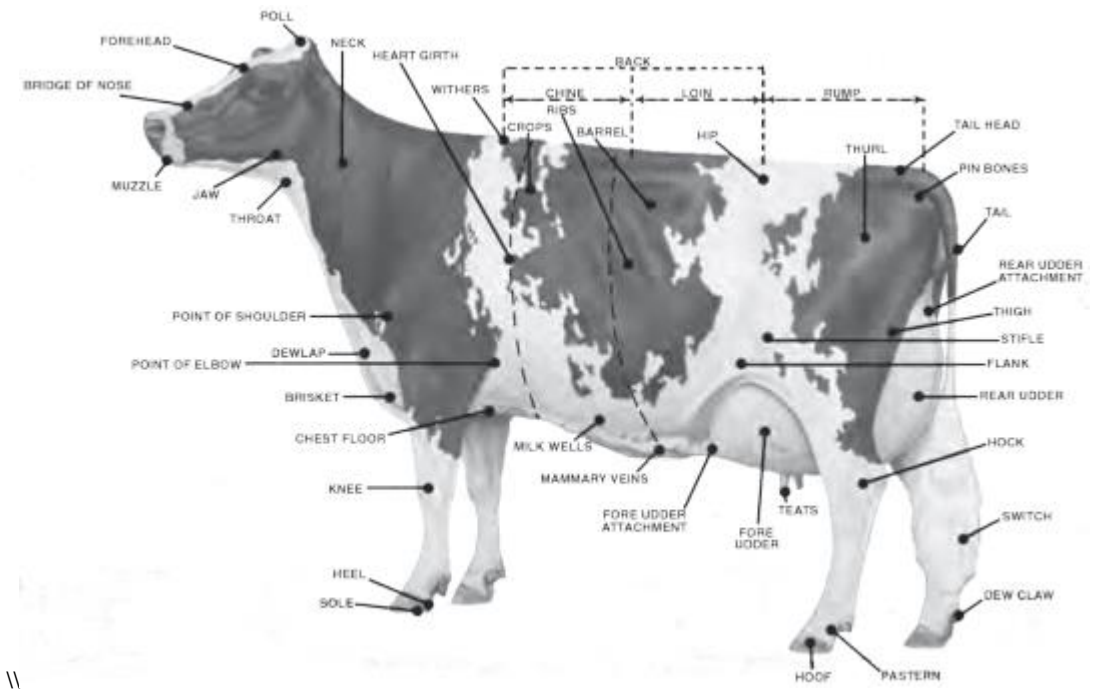 POLL
FOREHEAD
NECK
HEART GIRTH
BRIDGE OF NOSE
BACK
WITHERS
CHINE
LOIN
RUMP
RIBS
CROPS
BARREL
HIP
THURL
TAIL HEAD
PIN BONES
MUZZLE
JAW
THROAT
TAIL
REAR UDDER
ATTACHMENT
POINT OF SHOULDER
THIGH
STIFLE
DEWLAP
POINT OF ELBOW
FLANK
BRISKET
REAR UDDER
CHEST FLOOR
MILK WELLS
HOCK
MAMMARY VEINS
KNEE
FORE UDDER
ATTACHMENT
FORE
UDDER
TEATS
SWITCH
HEEL
SOLE
DEW CLAW
HOOF
PASTERN
\\